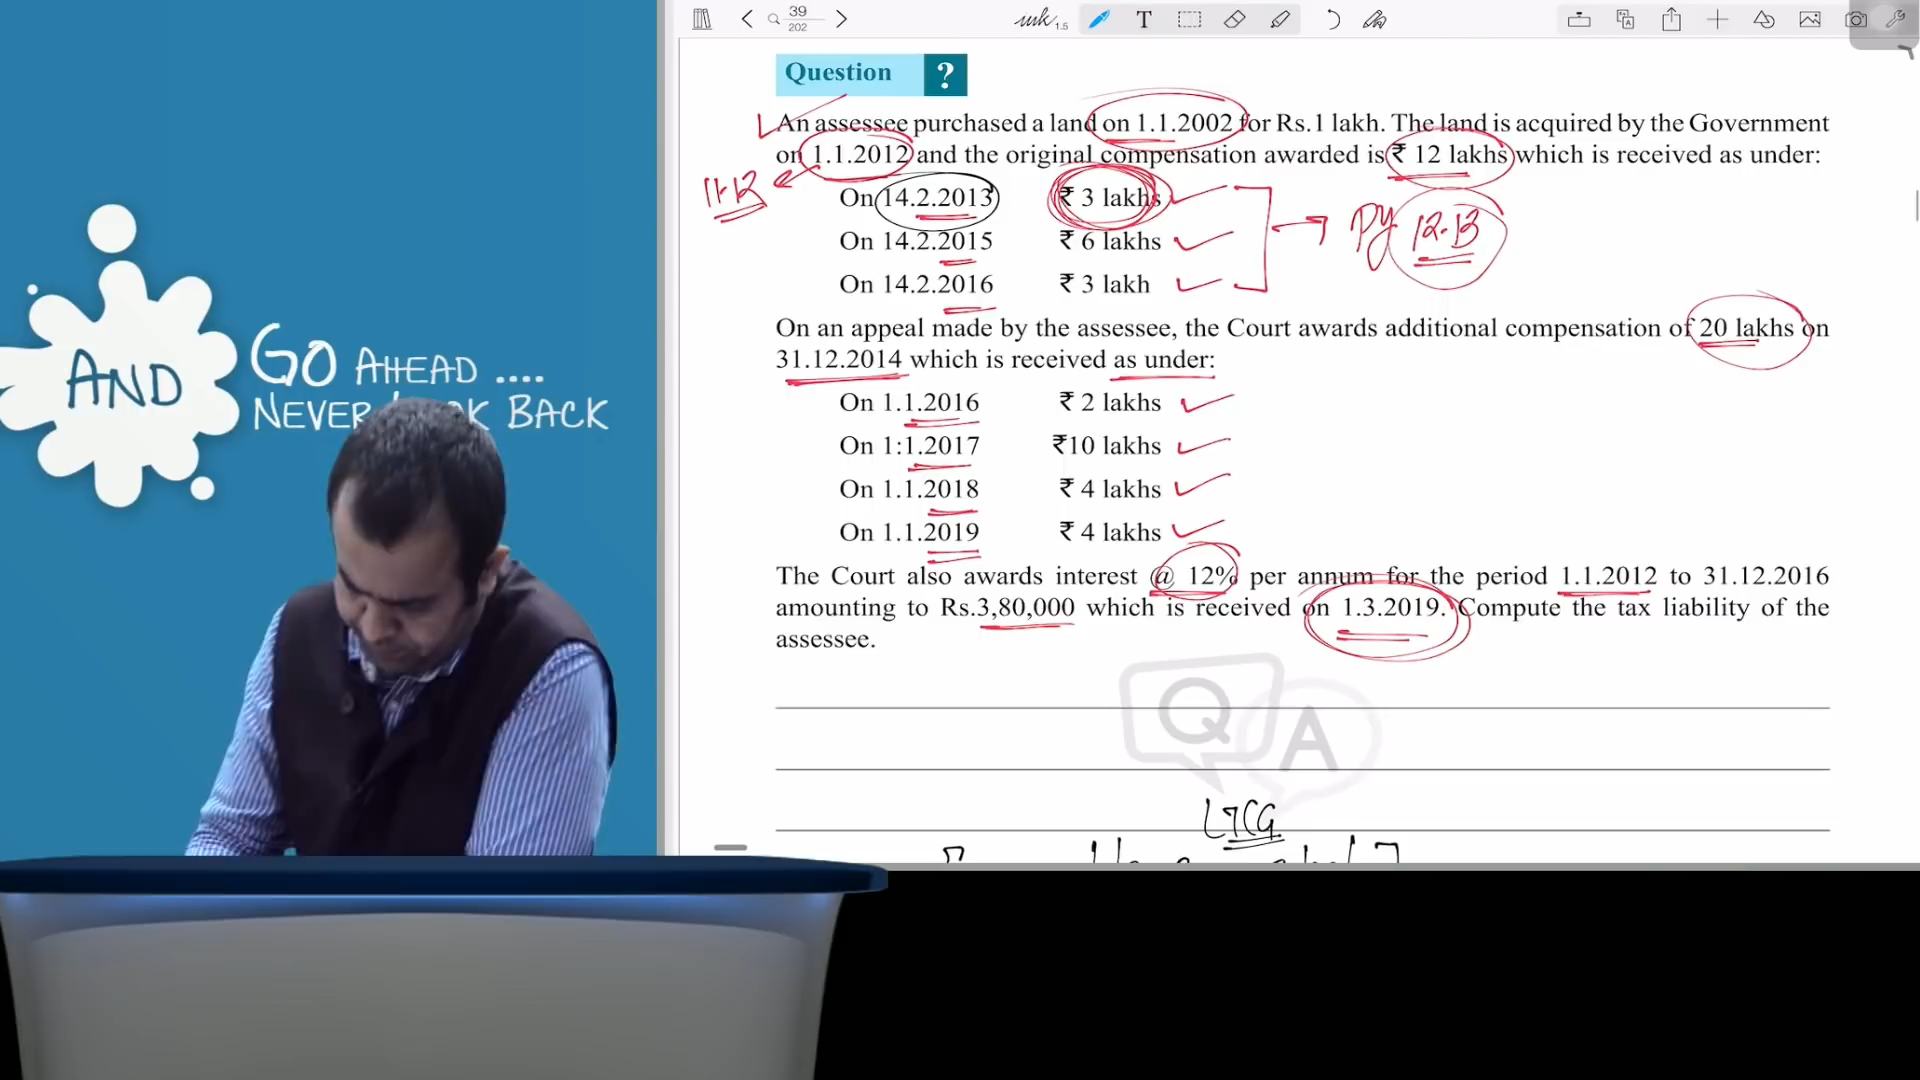 39
202
ink 1.5
T
Question ?
An assessee purchased a land on 1.1.2002 for Rs.1 lakh. The land is acquired by the Government
on 1.1.2012 and the original compensation awarded is ₹ 12 lakhs which is received as under:
11-12
On 14.2.2013 ₹ 3 lakhs
On 14.2.2015 ₹ 6 lakhs
On 14.2.2016 ₹ 3 lakh
PY 12-13
On an appeal made by the assessee, the Court awards additional compensation of 20 lakhs on
31.12.2014 which is received as under:
On 1.1.2016 ₹ 2 lakhs
On 1:1.2017 ₹10 lakhs
On 1.1.2018 ₹ 4 lakhs
On 1.1.2019 ₹ 4 lakhs
The Court also awards interest @ 12% per annum for the period 1.1.2012 to 31.12.2016
amounting to Rs.3,80,000 which is received on 1.3.2019. Compute the tax liability of the
assessee.
Q A
LTCG
AND
GO AHEAD ....
NEVER BACK